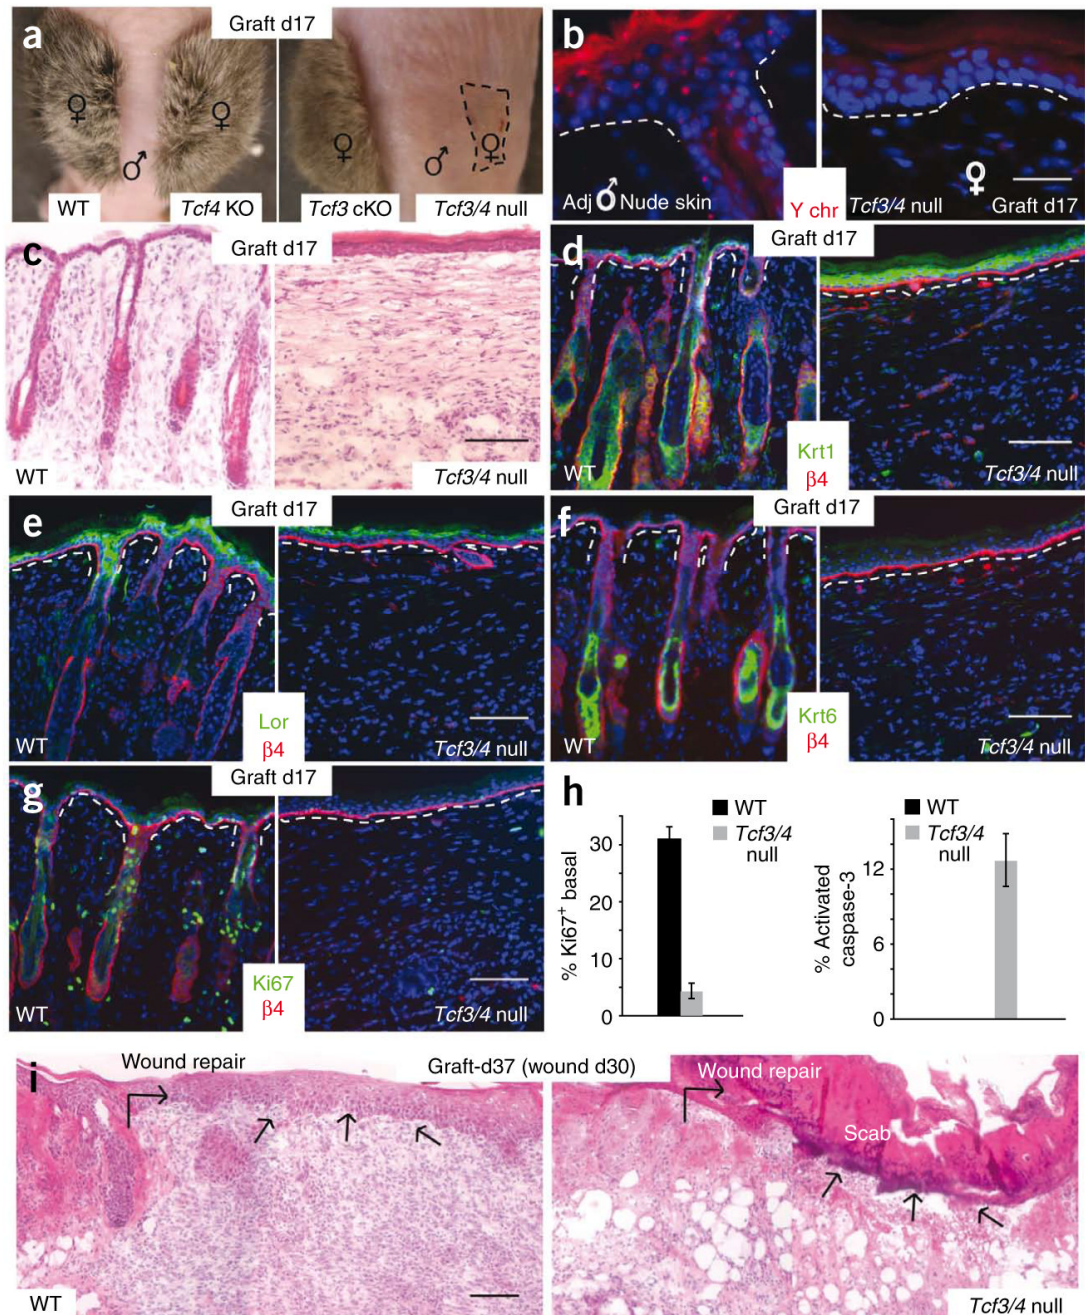 a
Graft d17
♀
♀
♂
WT
Tcf4 KO
♀
♂
♀
Tcf3 cKO
Tcf3/4 null
b
Adj ♂ Nude skin
Y chr
Tcf3/4 null
♀
Graft d17
c
Graft d17
WT
Tcf3/4 null
d
Graft d17
WT
Krt1
β4
Tcf3/4 null
e
Graft d17
WT
Lor
β4
Tcf3/4 null
f
Graft d17
WT
Krt6
β4
Tcf3/4 null
g
Graft d17
WT
Ki67
β4
Tcf3/4 null
h
WT
Tcf3/4
null
% Ki67⁺ basal
30
20
10
0
WT
Tcf3/4
null
% Activated
caspase-3
12
6
0
i
Wound repair
Graft-d37 (wound d30)
WT
Wound repair
Scab
Tcf3/4 null